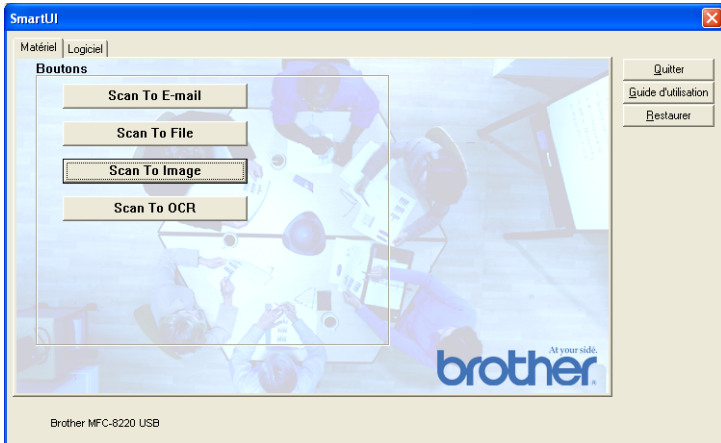 SmartUI
Matériel
Logiciel
Boutons
Scan To E-mail
Scan To File
Scan To Image
Scan To OCR
Quitter
Guide d'utilisation
Restaurer
At your side.
brother
Brother MFC-8220 USB